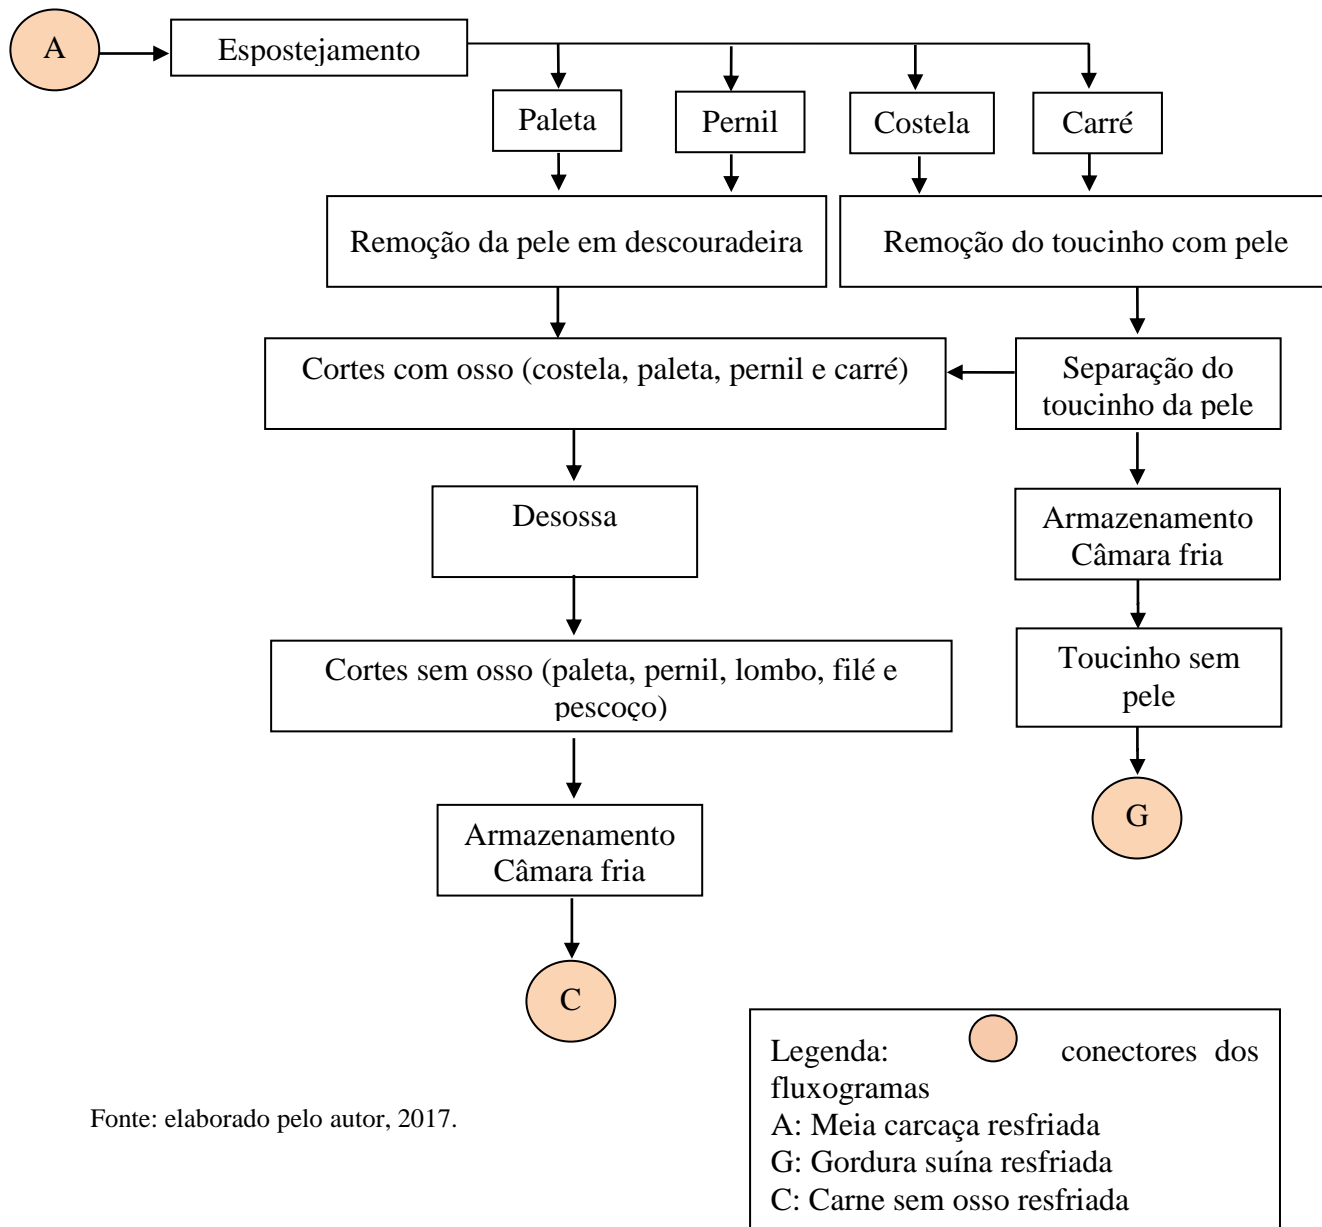 A
Espostejamento
Paleta
Pernil
Costela
Carré
Remoção da pele em descouradeira
Remoção do toucinho com pele
Cortes com osso (costela, paleta, pernil e carré)
Separação do
toucinho da pele
Desossa
Armazenamento
Câmara fria
Cortes sem osso (paleta, pernil, lombo, filé e
pescoço)
Toucinho sem
pele
Armazenamento
Câmara fria
G
C
Legenda: conectores dos
fluxogramas
A: Meia carcaça resfriada
G: Gordura suína resfriada
C: Carne sem osso resfriada
Fonte: elaborado pelo autor, 2017.